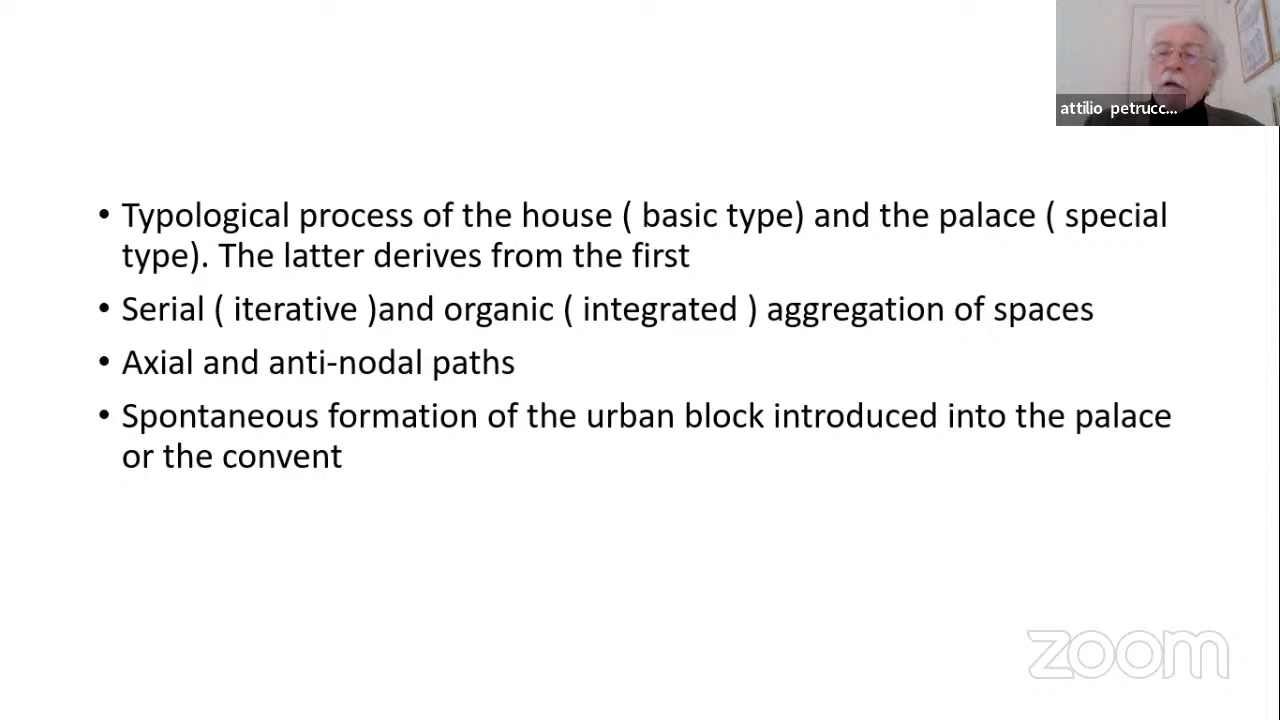 attilio petrucc...
• Typological process of the house ( basic type) and the palace ( special
type). The latter derives from the first
• Serial ( iterative )and organic ( integrated ) aggregation of spaces
• Axial and anti-nodal paths
• Spontaneous formation of the urban block introduced into the palace
or the convent
zoom